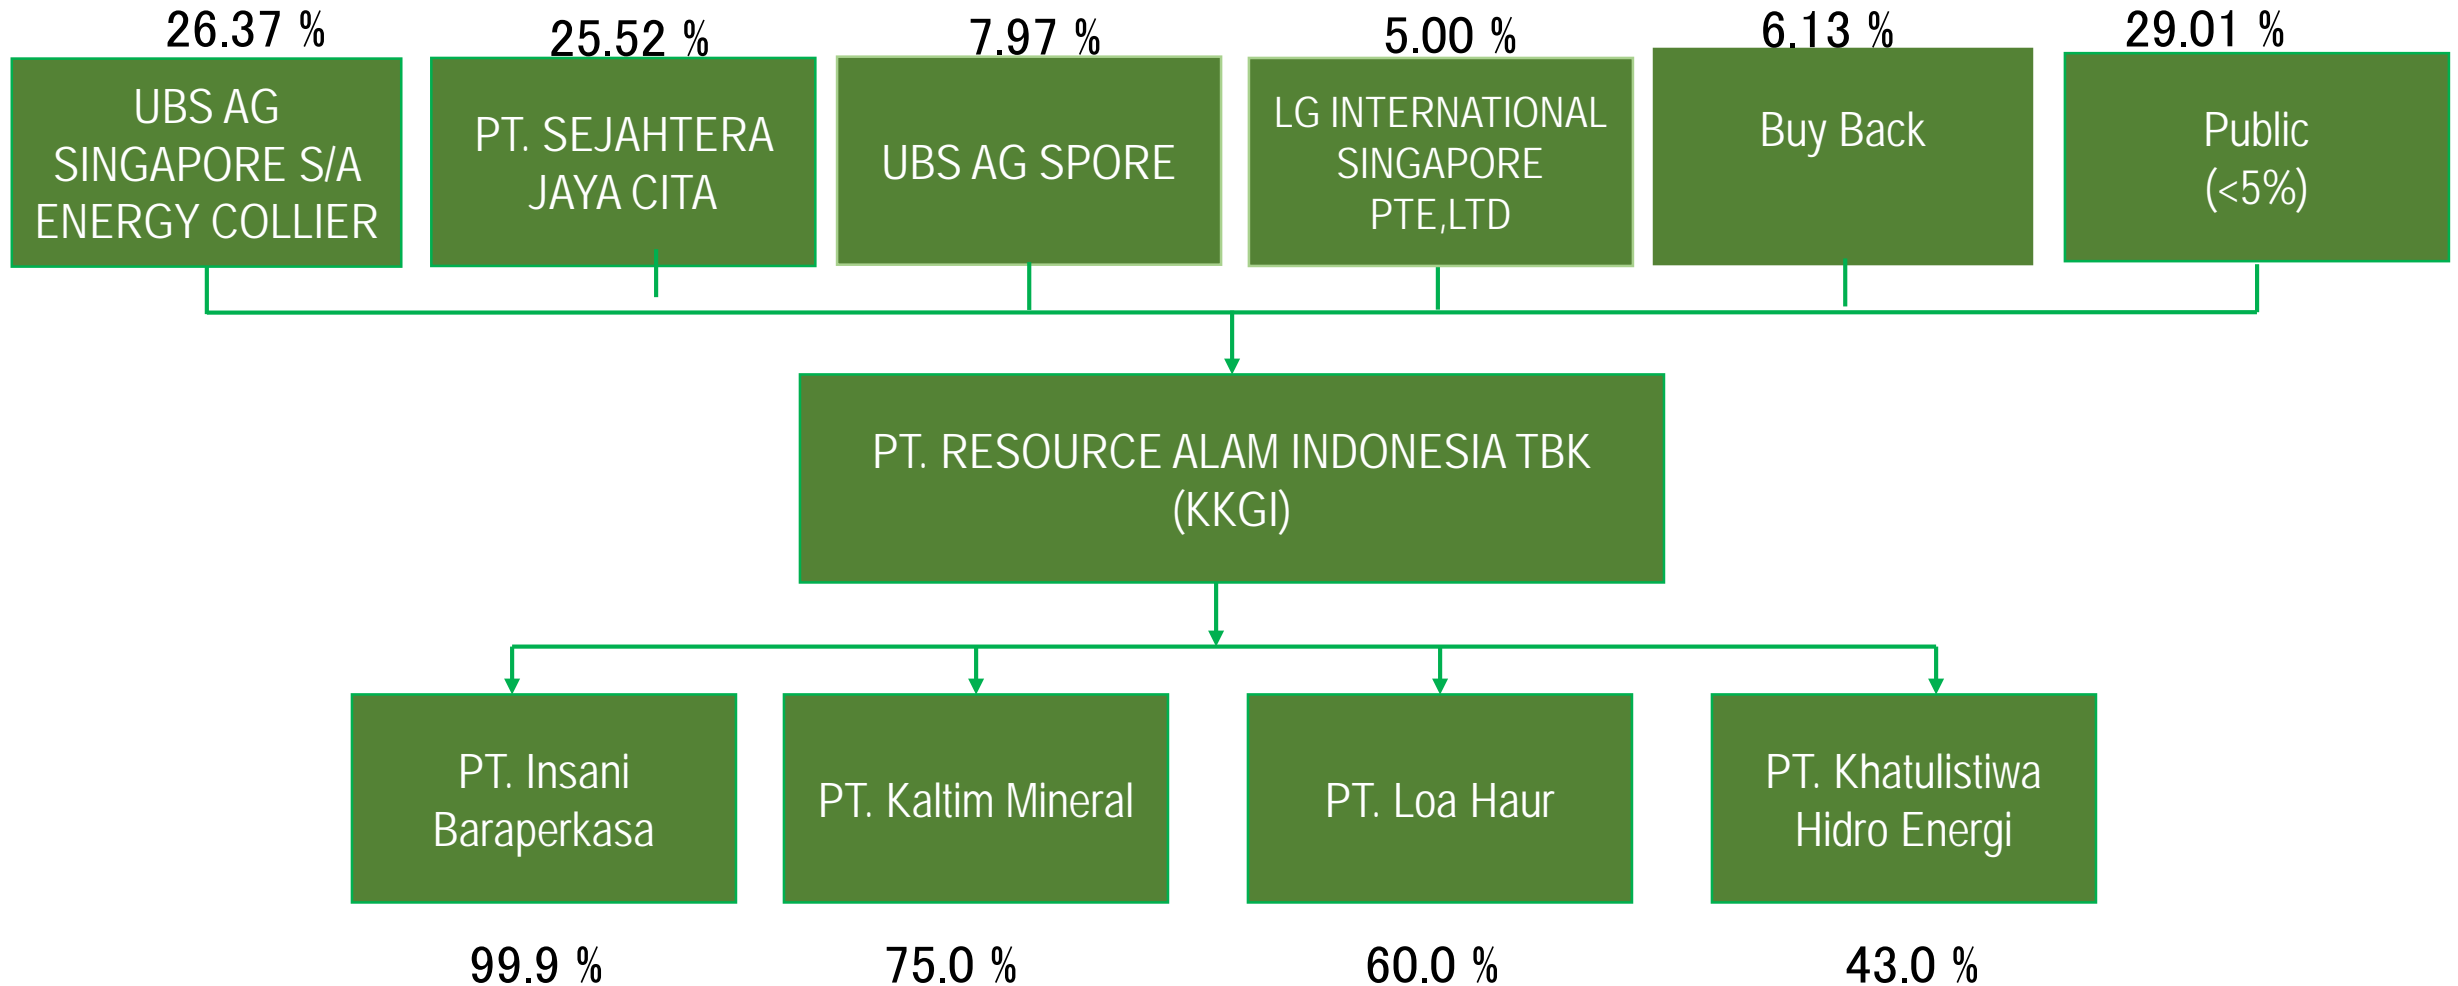 26.37 %
25.52 %
7.97 %
5.00 %
6.13 %
29.01 %
UBS AG
SINGAPORE S/A
ENERGY COLLIER
PT. SEJAHTERA
JAYA CITA
UBS AG SPORE
LG INTERNATIONAL
SINGAPORE
PTE,LTD
Buy Back
Public
(<5%)
PT. RESOURCE ALAM INDONESIA TBK
(KKGI)
PT. Insani
Baraperkasa
PT. Kaltim Mineral
PT. Loa Haur
PT. Khatulistiwa
Hidro Energi
99.9 %
75.0 %
60.0 %
43.0 %